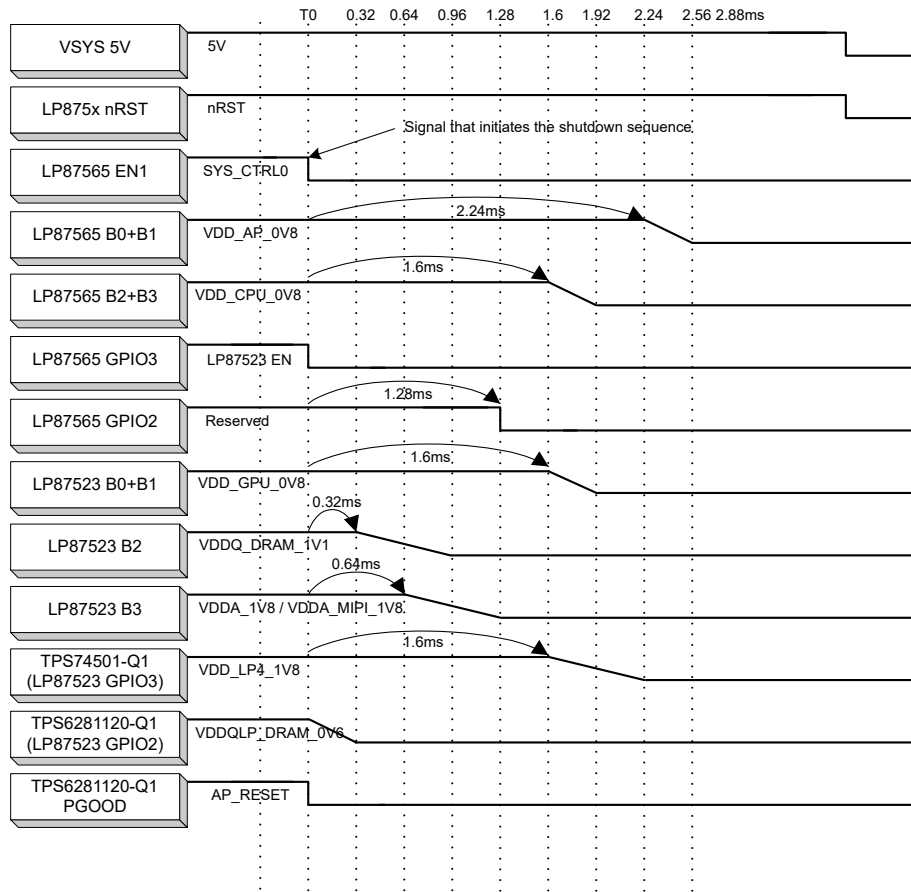 T0 0.32 0.64 0.96 1.28 1.6 1.92 2.24 2.56 2.88ms
VSYS 5V
5V
LP875x nRST
nRST
Signal that initiates the shutdown sequence
LP87565 EN1
SYS_CTRL0
LP87565 B0+B1
VDD_AP_0V8
2.24ms
LP87565 B2+B3
VDD_CPU_0V8
1.6ms
LP87565 GPIO3
LP87523 EN
LP87565 GPIO2
Reserved
1.28ms
LP87523 B0+B1
VDD_GPU_0V8
1.6ms
LP87523 B2
VDDQ_DRAM_1V1
0.32ms
LP87523 B3
VDDA_1V8 / VDDA_MIPI_1V8
0.64ms
TPS74501-Q1
(LP87523 GPIO3)
VDD_LP4_1V8
1.6ms
TPS6281120-Q1
(LP87523 GPIO2)
VDDQLP_DRAM_0V6
TPS6281120-Q1
PGOOD
AP_RESET